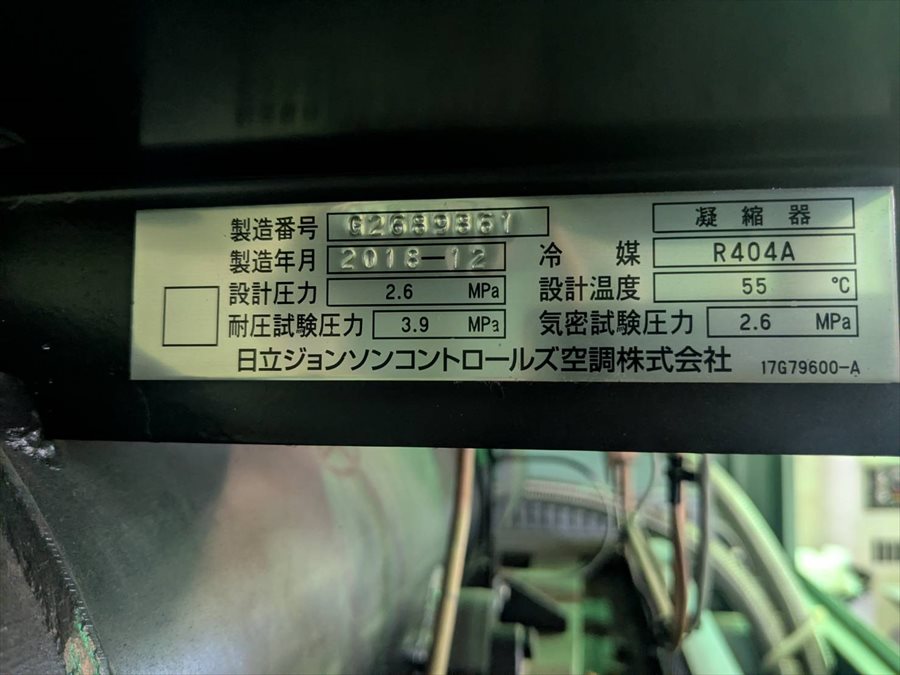 製造番号 G2689861 凝縮器
製造年月 2018-12 冷媒 R404A
設計圧力 2.6 MPa 設計温度 55 ℃
耐圧試験圧力 3.9 MPa 気密試験圧力 2.6 MPa
日立ジョンソンコントロールズ空調株式会社 17G79600-A